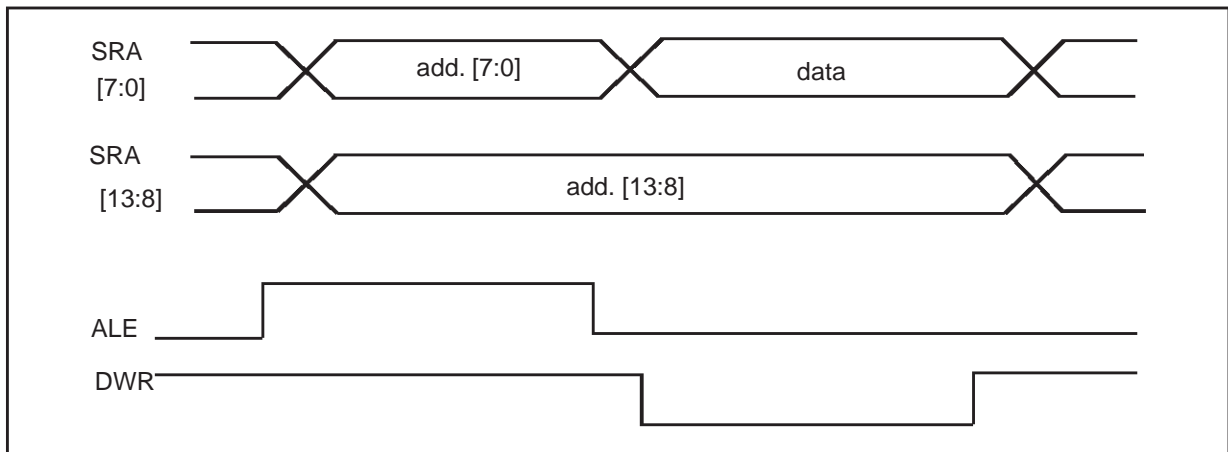 SRA
[7:0]
add. [7:0]
data
SRA
[13:8]
add. [13:8]
ALE
DWR